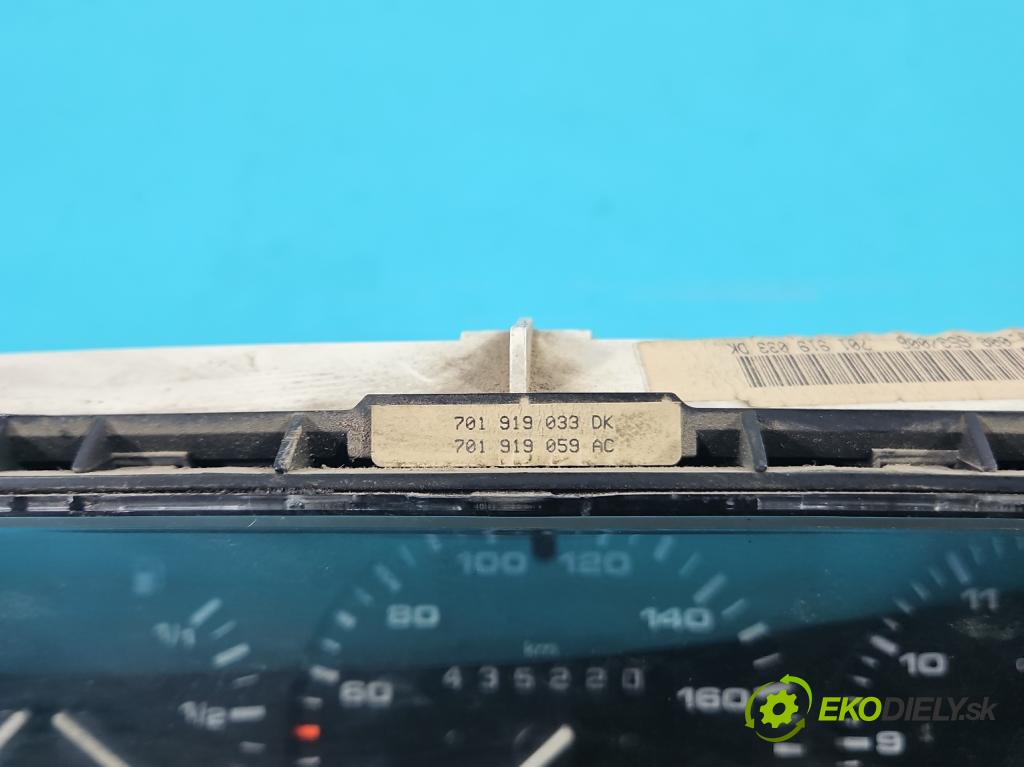 701 919 033 DK
701 919 033 DK
701 919 059 AC
100 120
80 140
1/1
km
60 435220 160
1/2
11
10
9
EKODIELY.sk